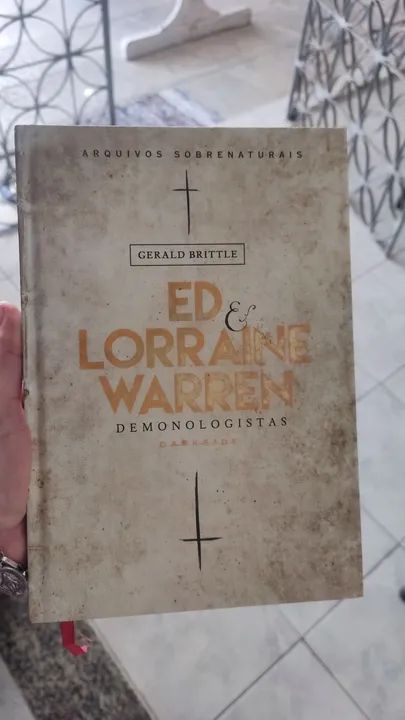 ARQUIVOS SOBRENATURAIS
GERALD BRITTLE
ED &
LORRAINE
WARREN
DEMONOLOGISTAS
DARKSIDE